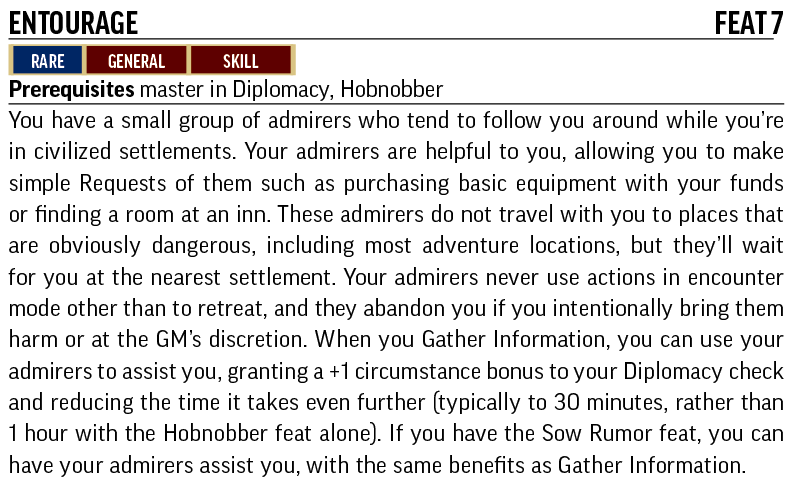 ENTOURAGE FEAT 7
RARE GENERAL SKILL
Prerequisites master in Diplomacy, Hobnobber
You have a small group of admirers who tend to follow you around while you're
in civilized settlements. Your admirers are helpful to you, allowing you to make
simple Requests of them such as purchasing basic equipment with your funds
or finding a room at an inn. These admirers do not travel with you to places that
are obviously dangerous, including most adventure locations, but they'll wait
for you at the nearest settlement. Your admirers never use actions in encounter
mode other than to retreat, and they abandon you if you intentionally bring them
harm or at the GM's discretion. When you Gather Information, you can use your
admirers to assist you, granting a +1 circumstance bonus to your Diplomacy check
and reducing the time it takes even further (typically to 30 minutes, rather than
1 hour with the Hobnobber feat alone). If you have the Sow Rumor feat, you can
have your admirers assist you, with the same benefits as Gather Information.